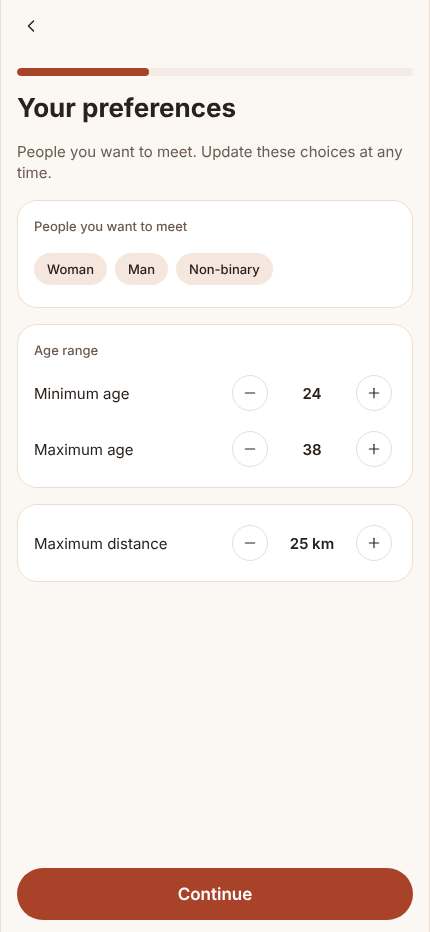 Your preferences
People you want to meet. Update these choices at any
time.
People you want to meet
Woman Man Non-binary
Age range
Minimum age − 24 +
Maximum age − 38 +
Maximum distance − 25 km +
Continue